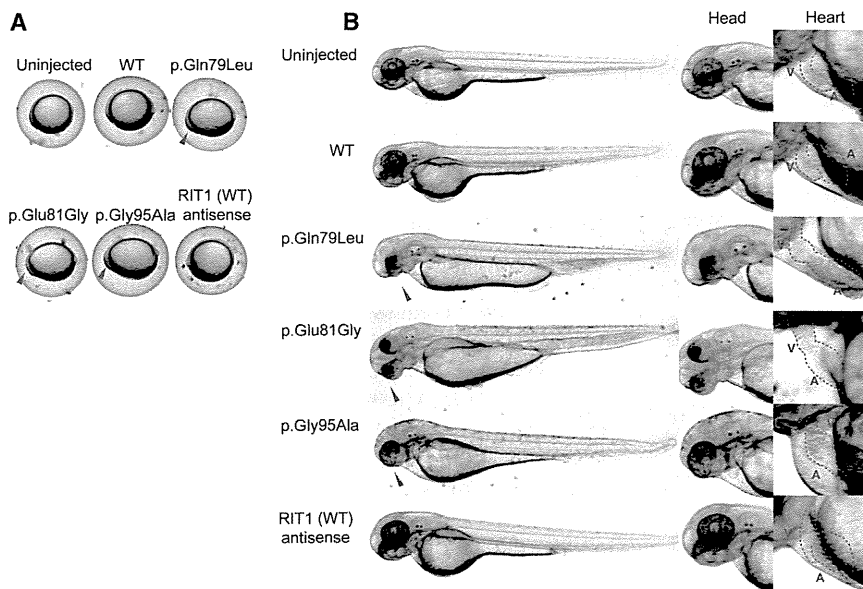 A
Uninjected WT p.Gln79Leu
p.Glu81Gly p.Gly95Ala RIT1 (WT) antisense
B
Head Heart
Uninjected
V
A
WT
A
V
p.Gln79Leu
A
p.Glu81Gly
V
A
p.Gly95Ala
A
RIT1 (WT)
antisense
A